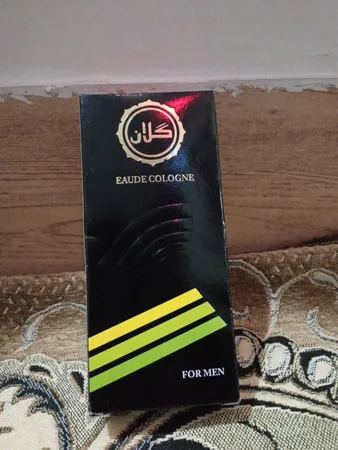 گلان
EAUDE COLOGNE
FOR MEN